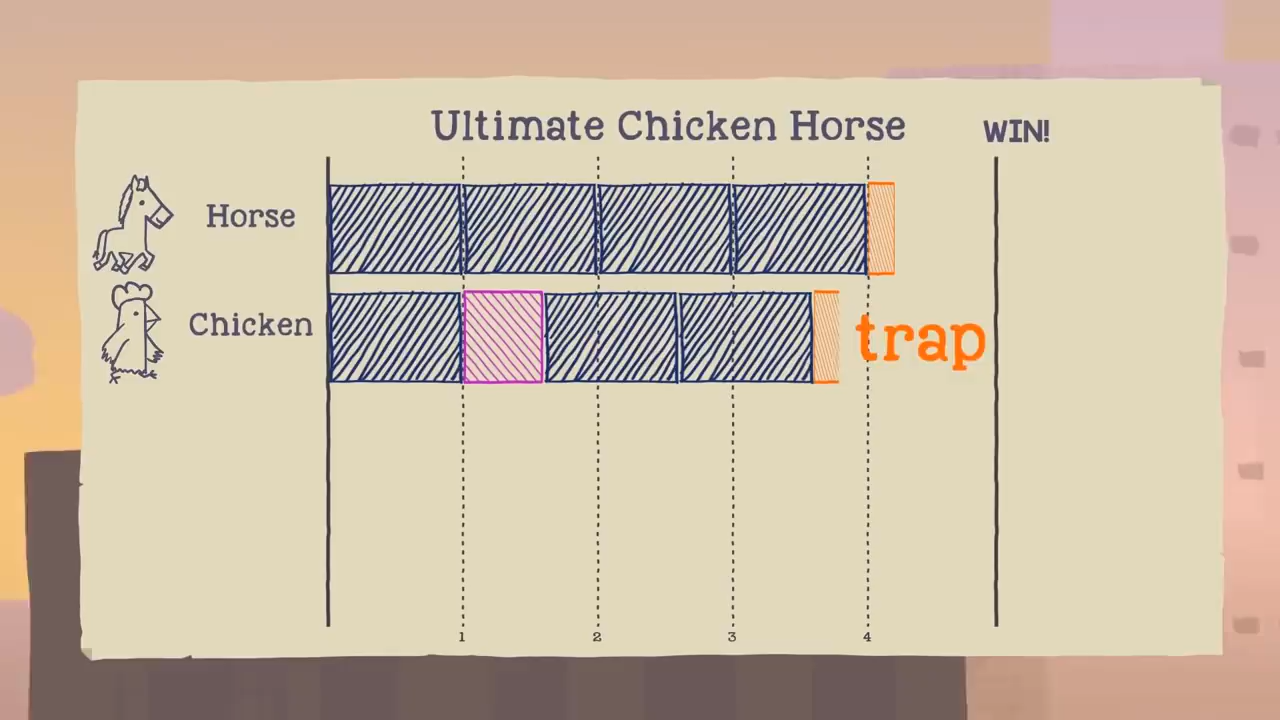 Ultimate Chicken Horse
WIN!
Horse
Chicken
trap
1 2 3 4